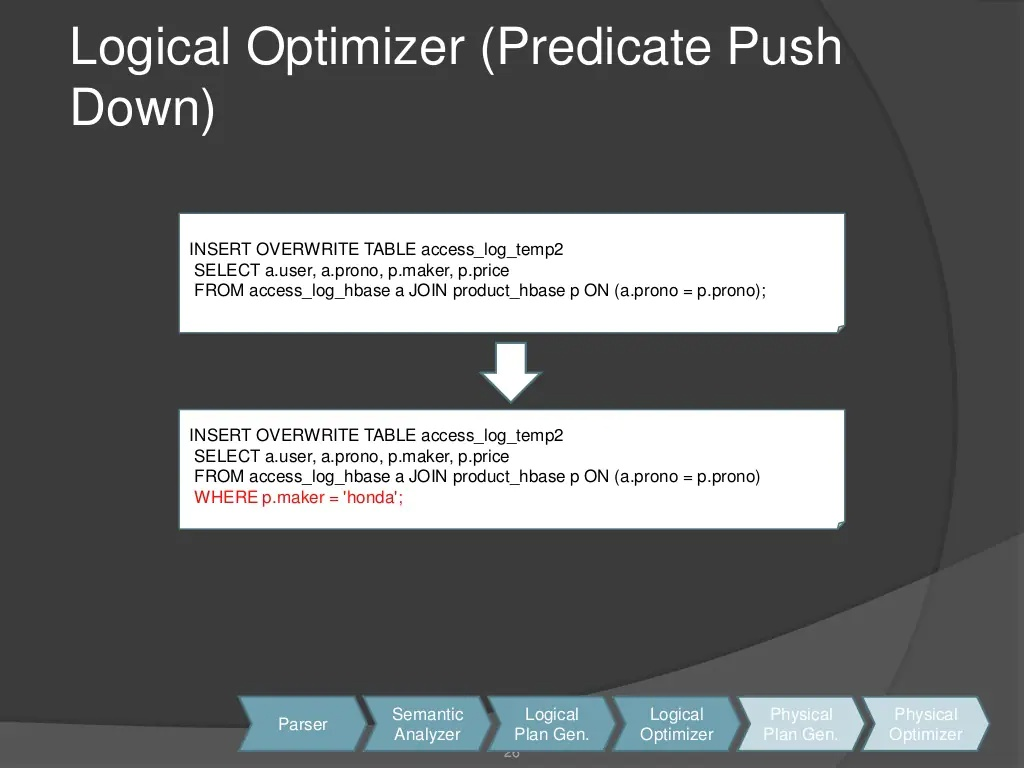 Logical Optimizer (Predicate Push
Down)
INSERT OVERWRITE TABLE access_log_temp2
SELECT a.user, a.prono, p.maker, p.price
FROM access_log_hbase a JOIN product_hbase p ON (a.prono = p.prono);
INSERT OVERWRITE TABLE access_log_temp2
SELECT a.user, a.prono, p.maker, p.price
FROM access_log_hbase a JOIN product_hbase p ON (a.prono = p.prono)
WHERE p.maker = 'honda';
Parser
Semantic
Analyzer
Logical
Plan Gen.
Logical
Optimizer
Physical
Plan Gen.
Physical
Optimizer